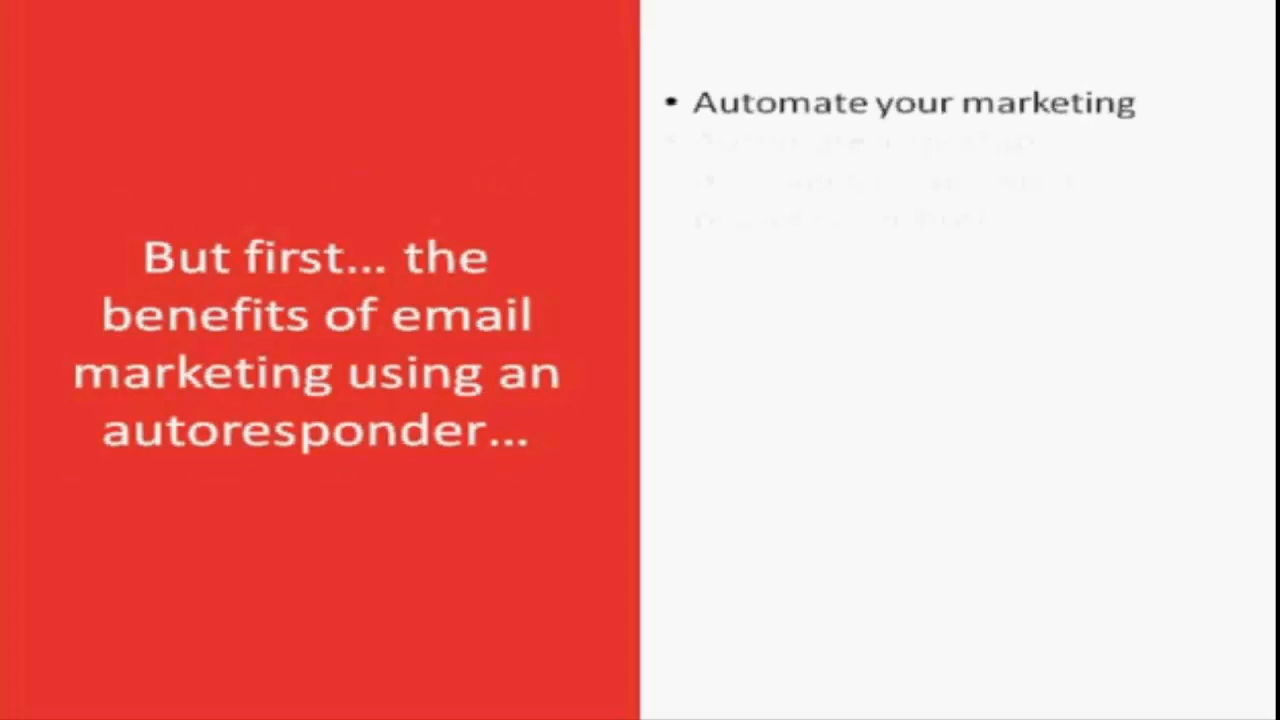 But first... the
benefits of email
marketing using an
autoresponder...
• Automate your marketing